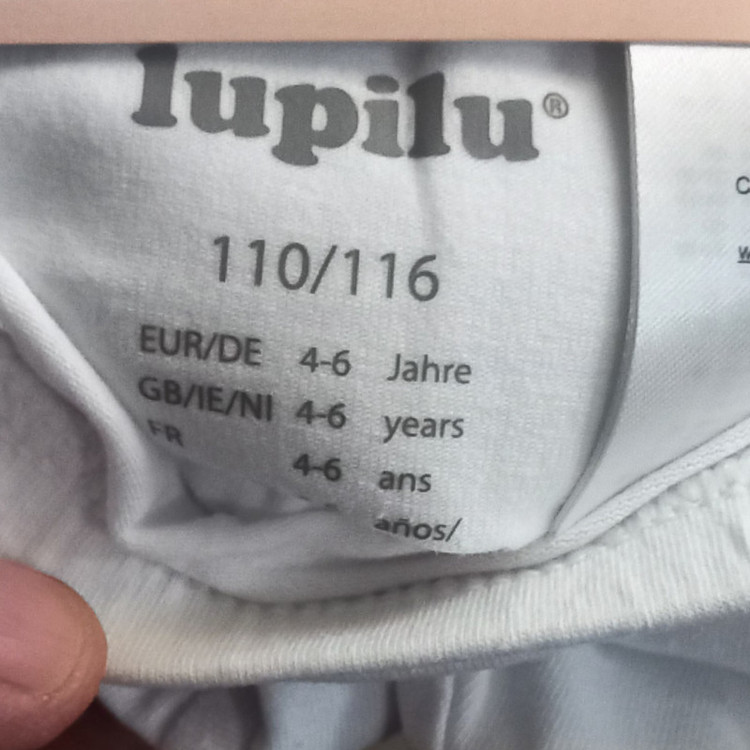 lupilu®
110/116
EUR/DE 4-6 Jahre
GB/IE/NI 4-6 years
FR 4-6 ans
años/